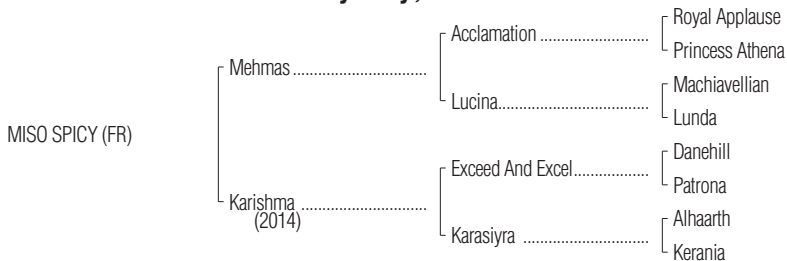 Royal Applause
Acclamation ..............................
Princess Athena
Mehmas ......................................
Machiavellian
Lucina..........................................
Lunda
MISO SPICY (FR)
Danehill
Exceed And Excel.....................
Patrona
Karishma ...................................
(2014)
Alhaarth
Karasiyra ...................................
Kerania